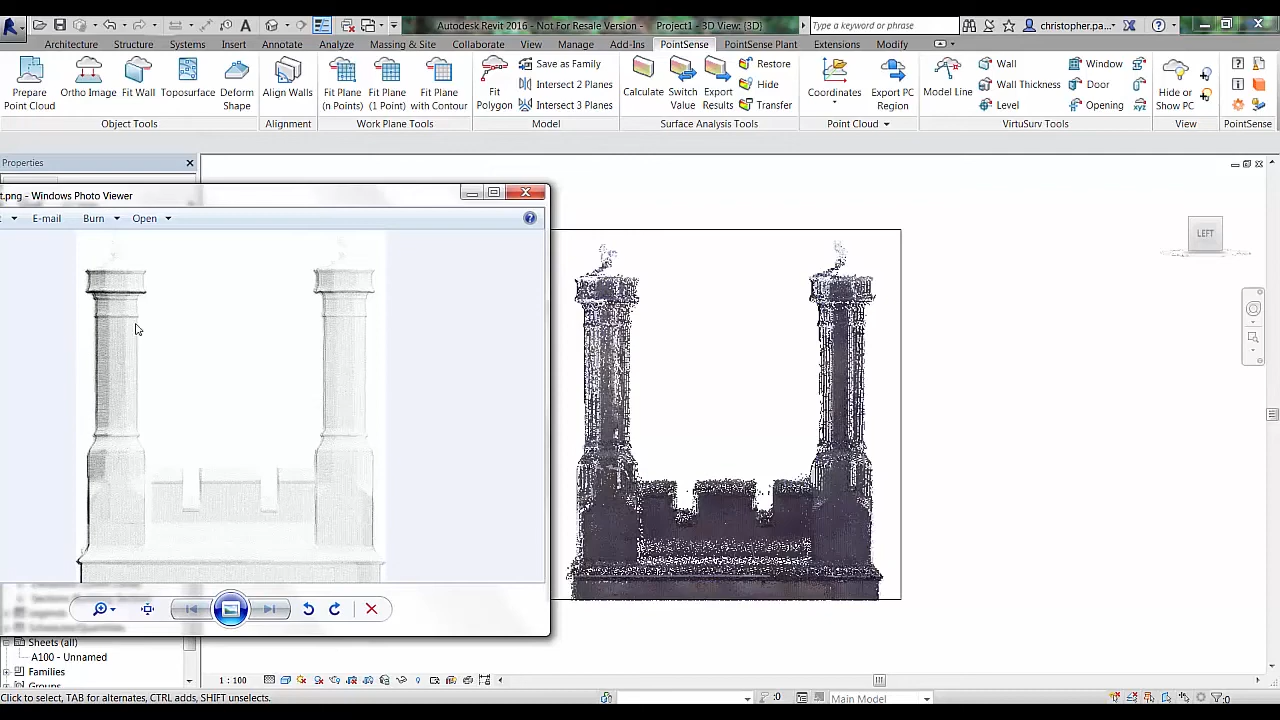 Autodesk Revit 2016 - Not For Resale Version - Project1 - 3D View: {3D}
Type a keyword or phrase
christopher.pa...
Architecture Structure Systems Insert Annotate Analyze Massing & Site Collaborate View Manage Add-Ins PointSense PointSense Plant Extensions Modify
Prepare Point Cloud
Ortho Image
Fit Wall
Toposurface
Deform Shape
Align Walls
Fit Plane (n Points)
Fit Plane (1 Point)
Fit Plane with Contour
Fit Polygon
Save as Family
Intersect 2 Planes
Intersect 3 Planes
Calculate
Switch Value
Export Results
Restore
Hide
Transfer
Coordinates
Export PC Region
Model Line
Wall
Wall Thickness
Level
Window
Door
Opening
Hide or Show PC
Object Tools
Alignment
Work Plane Tools
Model
Surface Analysis Tools
Point Cloud
VirtuSurv Tools
View
PointSense
Properties
t.png - Windows Photo Viewer
E-mail Burn Open
LEFT
Sheets (all)
A100 - Unnamed
Families
Groups
1 : 100
Click to select, TAB for alternates, CTRL adds, SHIFT unselects.
:0
Main Model
:0